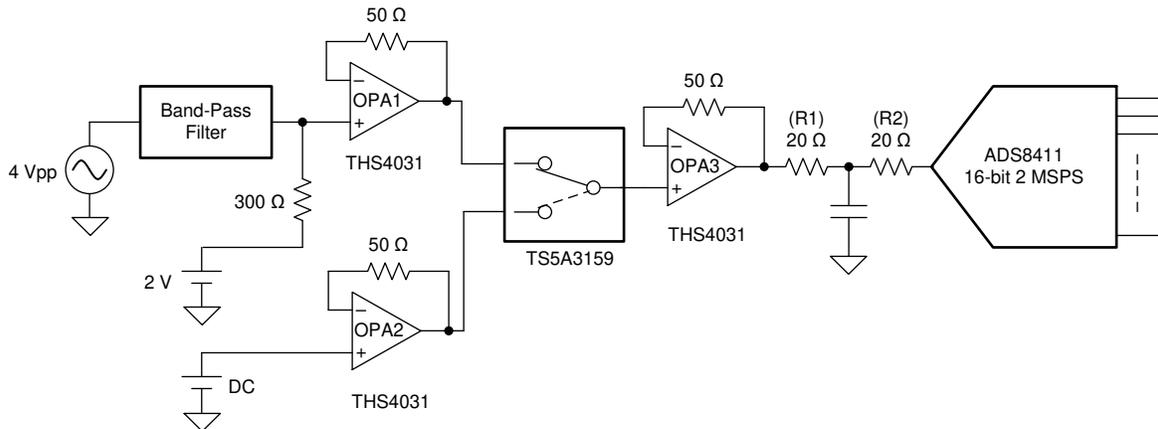 50 Ω
Band-Pass
Filter
OPA1
−
+
THS4031
4 Vpp
300 Ω
2 V
50 Ω
OPA2
−
+
DC
THS4031
TS5A3159
50 Ω
OPA3
−
+
THS4031
(R1)
20 Ω
(R2)
20 Ω
ADS8411
16-bit 2 MSPS